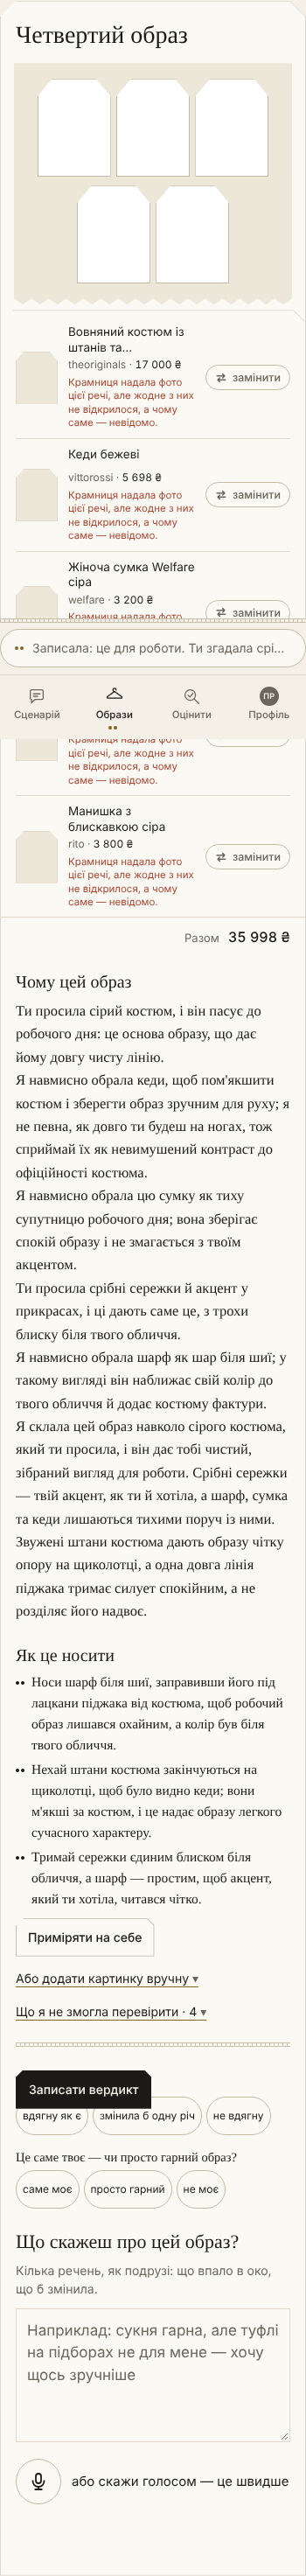 Четвертий образ
Вовняний костюм із
штанів та...
theoriginals · 17 000 ₴
Крамниця надала фото
цієї речі, але жодне з них
не відкрилося, а чому
саме — невідомо.
замінити
Кеди бежеві
vittorossi · 5 698 ₴
Крамниця надала фото
цієї речі, але жодне з них
не відкрилося, а чому
саме — невідомо.
замінити
Жіноча сумка Welfare
сіра
welfare · 3 200 ₴
Крамниця надала фото
замінити
Записала: це для роботи. Ти згадала срі...
Сценарій
Образи
Оцінити
ПР
Профіль
цієї речі, але жодне з них
не відкрилося, а чому
саме — невідомо.
Манишка з
блискавкою сіра
rito · 3 800 ₴
Крамниця надала фото
цієї речі, але жодне з них
не відкрилося, а чому
саме — невідомо.
замінити
Разом 35 998 ₴
Чому цей образ
Ти просила сірий костюм, і він пасує до
робочого дня: це основа образу, що дає
йому довгу чисту лінію.
Я навмисно обрала кеди, щоб пом'якшити
костюм і зберегти образ зручним для руху; я
не певна, як довго ти будеш на ногах, тож
сприймай їх як невимушений контраст до
офіційності костюма.
Я навмисно обрала цю сумку як тиху
супутницю робочого дня; вона зберігає
спокій образу і не змагається з твоїм
акцентом.
Ти просила срібні сережки й акцент у
прикрасах, і ці дають саме це, з трохи
блиску біля твого обличчя.
Я навмисно обрала шарф як шар біля шиї; у
такому вигляді він наближає свій колір до
твого обличчя й додає костюму фактури.
Я склала цей образ навколо сірого костюма,
який ти просила, і він дає тобі чистий,
зібраний вигляд для роботи. Срібні сережки
— твій акцент, як ти й хотіла, а шарф, сумка
та кеди лишаються тихими поруч із ними.
Звужені штани костюма дають образу чітку
опору на щиколотці, а одна довга лінія
піджака тримає силует спокійним, а не
розділяє його надвоє.
Як це носити
Носи шарф біля шиї, заправивши його під
лацкани піджака від костюма, щоб робочий
образ лишався охайним, а колір був біля
твого обличчя.
Нехай штани костюма закінчуються на
щиколотці, щоб було видно кеди; вони
м'якші за костюм, і це надає образу легкого
сучасного характеру.
Тримай сережки єдиним блиском біля
обличчя, а шарф — простим, щоб акцент,
який ти хотіла, читався чітко.
Приміряти на себе
Або додати картинку вручну ▾
Що я не змогла перевірити · 4 ▾
Записати вердикт
вдягну як є
змінила б одну річ
не вдягну
Це саме твоє — чи просто гарний образ?
саме моє
просто гарний
не моє
Що скажеш про цей образ?
Кілька речень, як подрузі: що впало в око,
що б змінила.
Наприклад: сукня гарна, але туфлі
на підборах не для мене — хочу
щось зручніше
або скажи голосом — це швидше